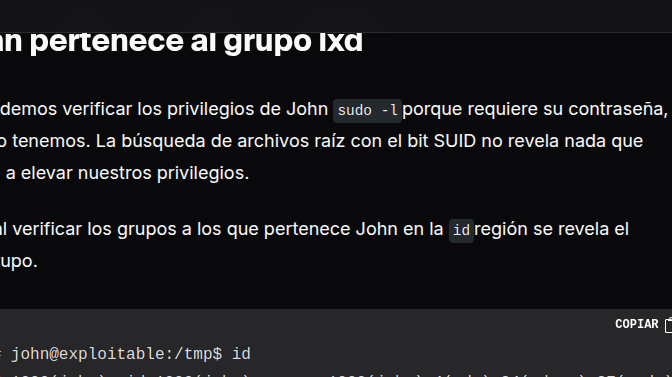 an pertenece al grupo lxd
demos verificar los privilegios de John sudo -l porque requiere su contraseña,
o tenemos. La búsqueda de archivos raíz con el bit SUID no revela nada que
a elevar nuestros privilegios.
al verificar los grupos a los que pertenece John en la id región se revela el
upo.
COPIAR
john@exploitable:/tmp$ id